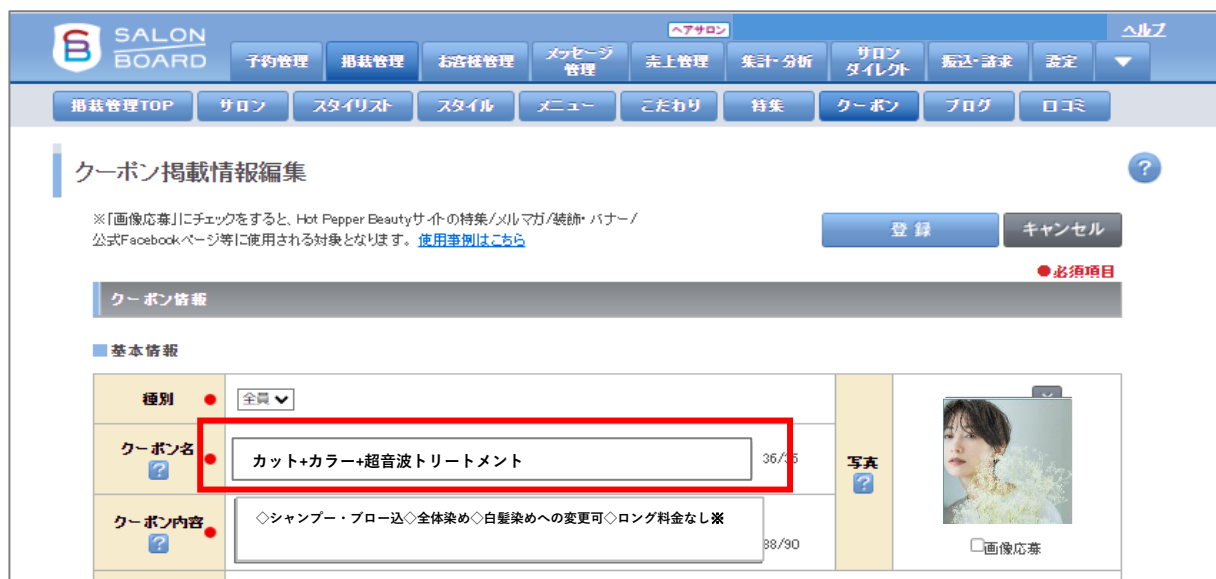 SALON
BOARD
ヘアサロン
ヘルプ
予約管理
掲載管理
お客様管理
メッセージ
管理
売上管理
集計・分析
サロン
ダイレクト
振込・請求
設定
掲載管理TOP
サロン
スタイリスト
スタイル
メニュー
こだわり
特集
クーポン
ブログ
口コミ
クーポン掲載情報編集
?
※「画像応募」にチェックをすると、Hot Pepper Beautyサイトの特集/メルマガ/装飾・バナー/
公式Facebookページ等に使用される対象となります。使用事例はこちら
登録
キャンセル
●必須項目
クーポン情報
基本情報
種別 ●
全員
クーポン名 ●
?
カット+カラー+超音波トリートメント
36/35
写真
?
クーポン内容 ●
?
◇シャンプー・ブロー込◇全体染め◇白髪染めへの変更可◇ロング料金なし※
88/90
画像応募